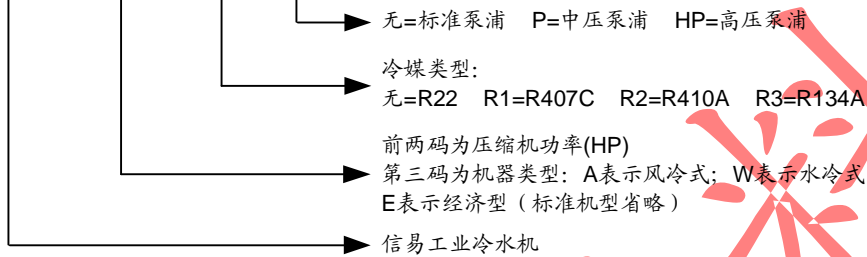 无=标准泵浦 P=中压泵浦 HP=高压泵浦
冷媒类型:
无=R22 R1=R407C R2=R410A R3=R134A
前两码为压缩机功率(HP)
第三码为机器类型：A表示风冷式；W表示水冷式
E表示经济型（标准机型省略）
信易工业冷水机